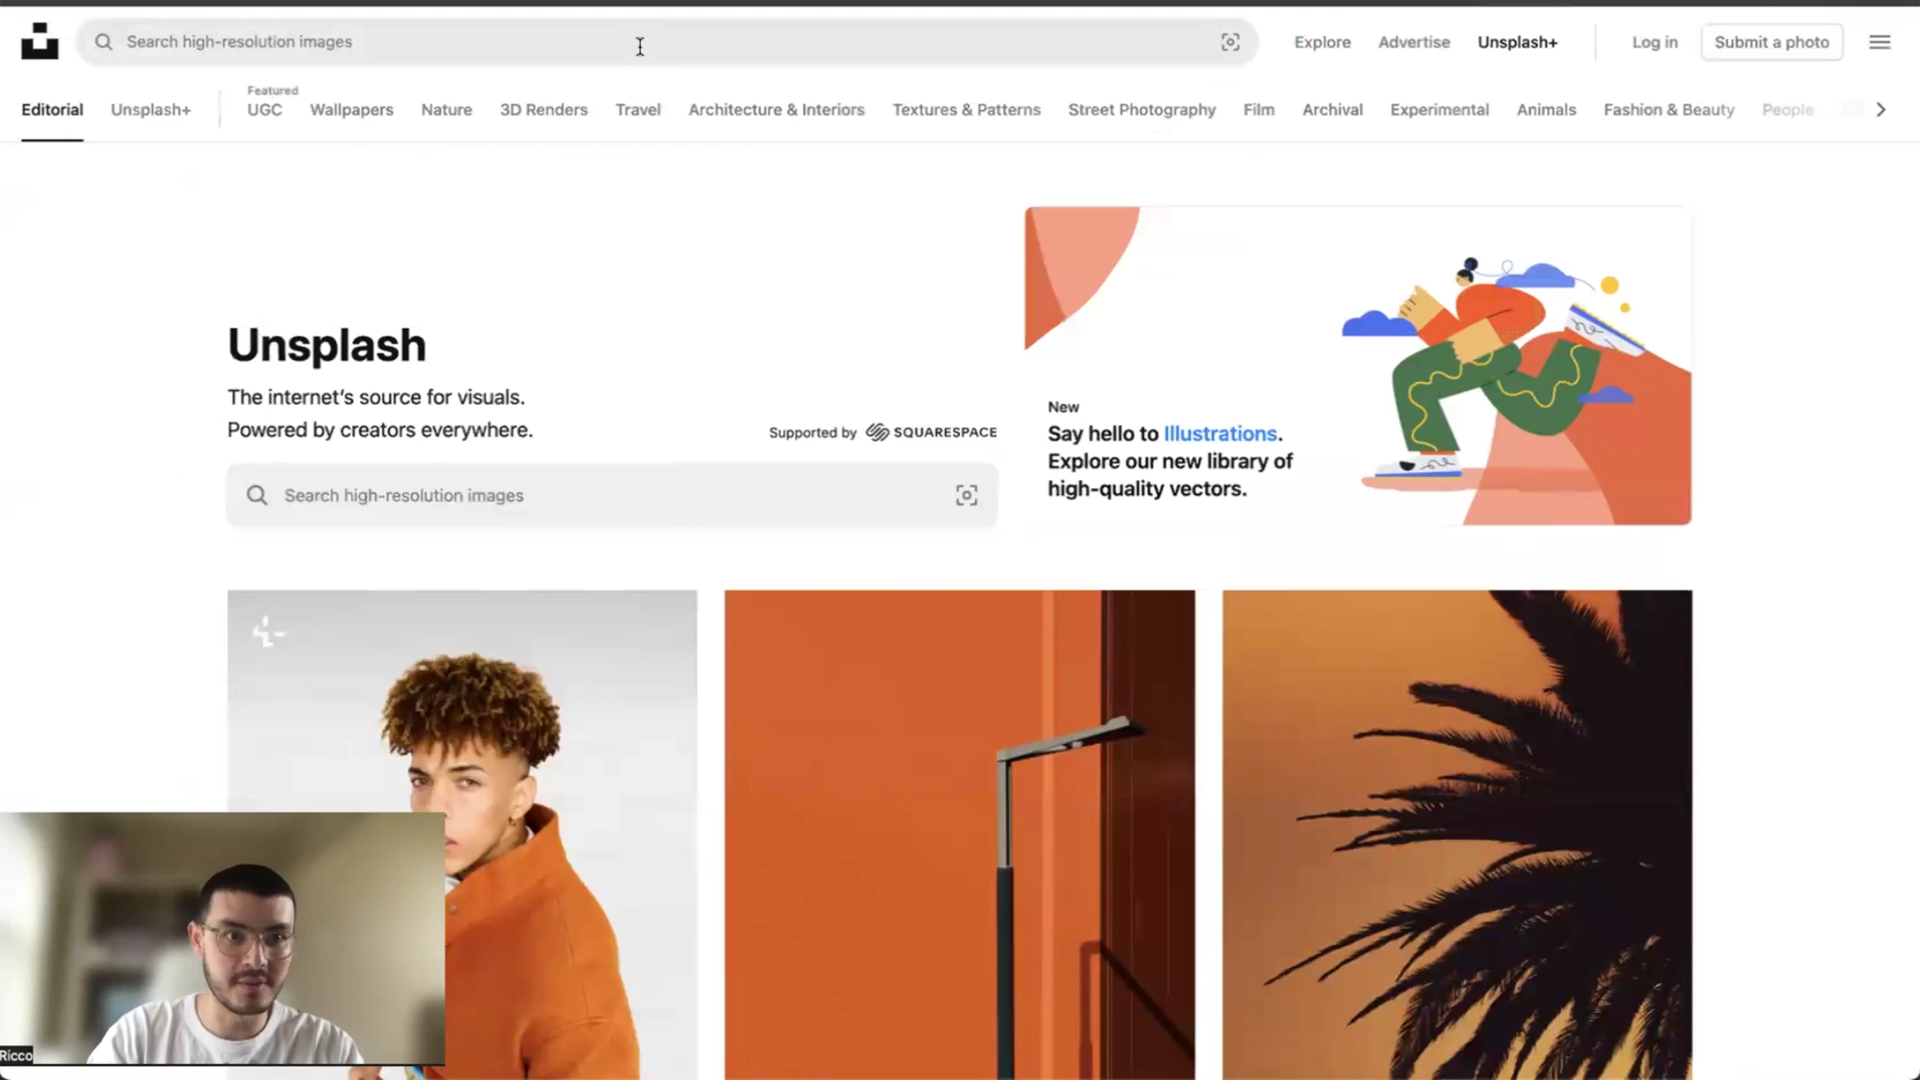 Search high-resolution images
Explore
Advertise
Unsplash+
Log in
Submit a photo
Editorial
Unsplash+
Featured
UGC
Wallpapers
Nature
3D Renders
Travel
Architecture & Interiors
Textures & Patterns
Street Photography
Film
Archival
Experimental
Animals
Fashion & Beauty
People
Unsplash
The internet's source for visuals.
Powered by creators everywhere.
Supported by SQUARESPACE
Search high-resolution images
New
Say hello to Illustrations.
Explore our new library of
high-quality vectors.
Ricco